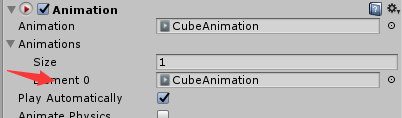 Animation
Animation CubeAnimation
Animations
Size 1
Element 0 CubeAnimation
Play Automatically
Animate Physics